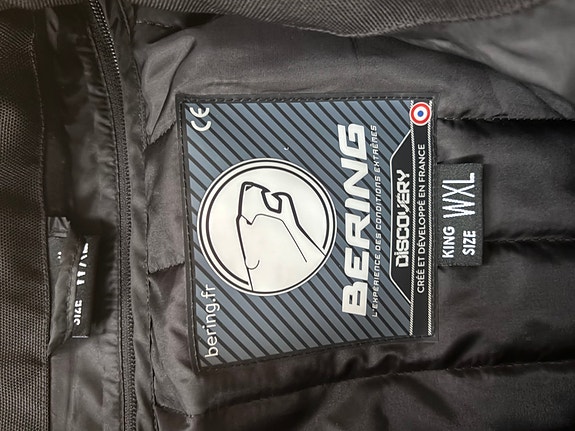 bering.fr
CE
BERING
L'EXPÉRIENCE DES CONDITIONS EXTRÊMES
DISCOVERY
CRÉÉ ET DÉVELOPPÉ EN FRANCE
KING
SIZE
WXL
SIZE WXL